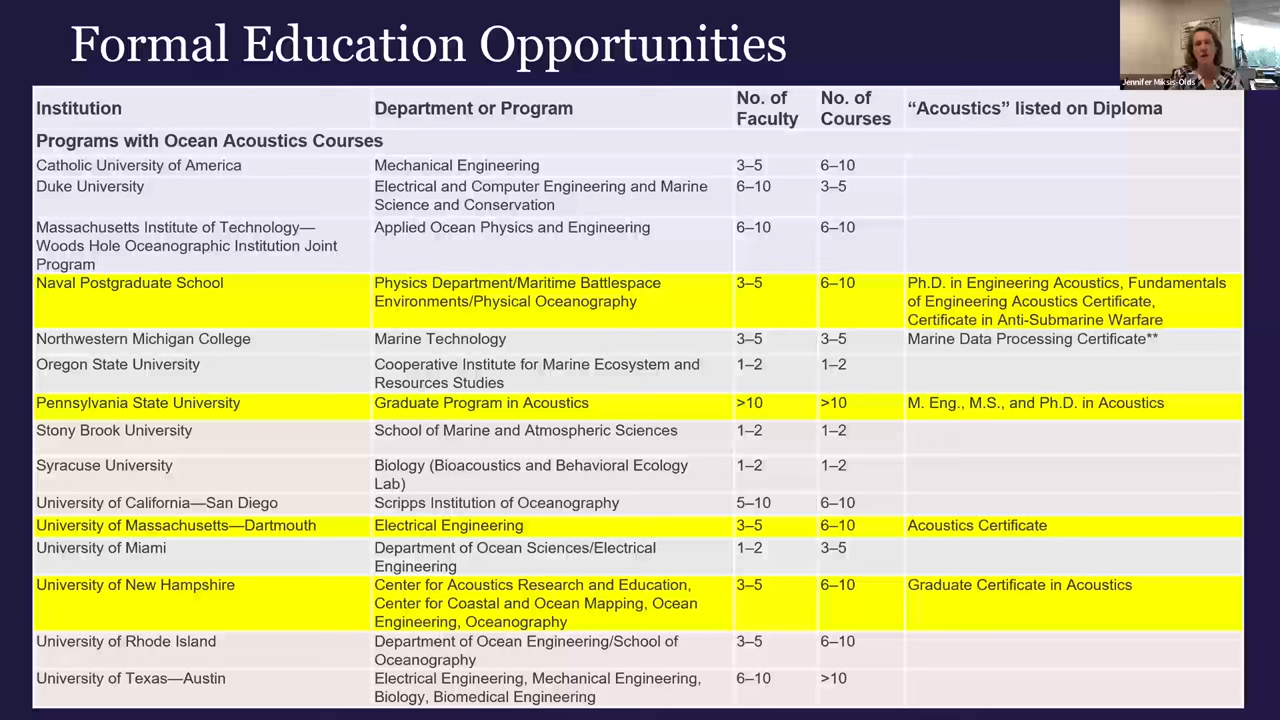 Formal Education Opportunities
Jennifer Miksis-Olds
Institution Department or Program No. of Faculty No. of Courses “Acoustics” listed on Diploma
Programs with Ocean Acoustics Courses
Catholic University of America Mechanical Engineering 3–5 6–10
Duke University Electrical and Computer Engineering and Marine 6–10 3–5
Science and Conservation
Massachusetts Institute of Technology— Applied Ocean Physics and Engineering 6–10 6–10
Woods Hole Oceanographic Institution Joint
Program
Naval Postgraduate School Physics Department/Maritime Battlespace 3–5 6–10 Ph.D. in Engineering Acoustics, Fundamentals
Environments/Physical Oceanography of Engineering Acoustics Certificate,
Certificate in Anti-Submarine Warfare
Northwestern Michigan College Marine Technology 3–5 3–5 Marine Data Processing Certificate**
Oregon State University Cooperative Institute for Marine Ecosystem and 1–2 1–2
Resources Studies
Pennsylvania State University Graduate Program in Acoustics >10 >10 M. Eng., M.S., and Ph.D. in Acoustics
Stony Brook University School of Marine and Atmospheric Sciences 1–2 1–2
Syracuse University Biology (Bioacoustics and Behavioral Ecology 1–2 1–2
Lab)
University of California—San Diego Scripps Institution of Oceanography 5–10 6–10
University of Massachusetts—Dartmouth Electrical Engineering 3–5 6–10 Acoustics Certificate
University of Miami Department of Ocean Sciences/Electrical 1–2 3–5
Engineering
University of New Hampshire Center for Acoustics Research and Education, 3–5 6–10 Graduate Certificate in Acoustics
Center for Coastal and Ocean Mapping, Ocean
Engineering, Oceanography
University of Rhode Island Department of Ocean Engineering/School of 3–5 6–10
Oceanography
University of Texas—Austin Electrical Engineering, Mechanical Engineering, 6–10 >10
Biology, Biomedical Engineering